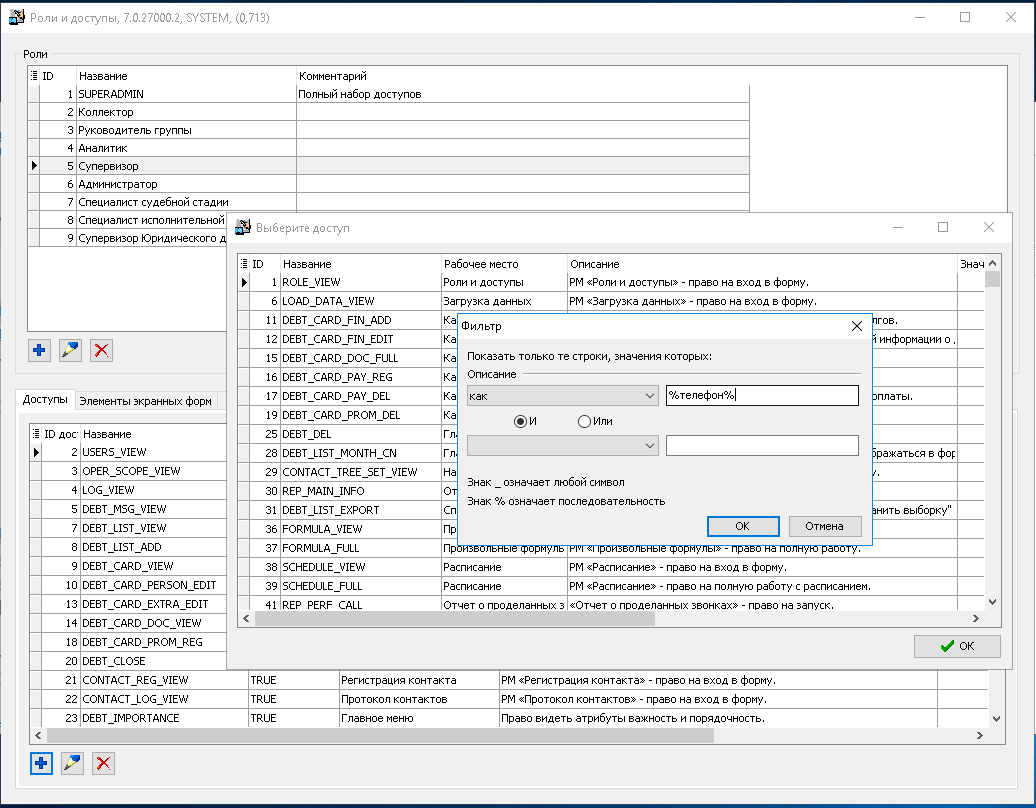 Роли и доступы, 7.0.27000.2, SYSTEM, (0,713)
Роли
ID Название Комментарий
1 SUPERADMIN Полный набор доступов
2 Коллектор
3 Руководитель группы
4 Аналитик
5 Супервизор
6 Администратор
7 Специалист судебной стадии
8 Специалист исполнительной
9 Супервизор Юридического д
Выберите доступ
ID Название Рабочее место Описание Знач
1 ROLE_VIEW Роли и доступы РМ «Роли и доступы» - право на вход в форму.
6 LOAD_DATA_VIEW Загрузка данных РМ «Загрузка данных» - право на вход в форму.
11 DEBT_CARD_FIN_ADD Ка лгов.
12 DEBT_CARD_FIN_EDIT Ка й информации о
15 DEBT_CARD_DOC_FULL Ка
16 DEBT_CARD_PAY_REG Ка
17 DEBT_CARD_PAY_DEL Ка оплаты.
19 DEBT_CARD_PROM_DEL Ка
25 DEBT_DEL Гл
28 DEBT_LIST_MONTH_CN Гл бражаться в фор
29 CONTACT_TREE_SET_VIEW На у.
30 REP_MAIN_INFO От
31 DEBT_LIST_EXPORT Сп анить выборку"
36 FORMULA_VIEW Пр
37 FORMULA_FULL Произвольные формуль РМ «Произвольные формулы» - право на полную работу.
38 SCHEDULE_VIEW Расписание РМ «Расписание» - право на вход в форму.
39 SCHEDULE_FULL Расписание РМ «Расписание» - право на полную работу с расписанием.
41 REP_PERF_CALL Отчет о проделанных з «Отчет о проделанных звонках» - право на запуск.
OK
Фильтр
Показать только те строки, значения которых:
Описание
как %телефон%
И Или
Знак _ означает любой символ
Знак % означает последовательность
OK Отмена
Доступы Элементы экранных форм
ID дос Название
2 USERS_VIEW
3 OPER_SCOPE_VIEW
4 LOG_VIEW
5 DEBT_MSG_VIEW
7 DEBT_LIST_VIEW
8 DEBT_LIST_ADD
9 DEBT_CARD_VIEW
10 DEBT_CARD_PERSON_EDIT
13 DEBT_CARD_EXTRA_EDIT
14 DEBT_CARD_DOC_VIEW
18 DEBT_CARD_PROM_REG
20 DEBT_CLOSE
21 CONTACT_REG_VIEW TRUE Регистрация контакта РМ «Регистрация контакта» - право на вход в форму.
22 CONTACT_LOG_VIEW TRUE Протокол контактов РМ «Протокол контактов» - право на вход в форму.
23 DEBT_IMPORTANCE TRUE Главное меню Право видеть атрибуты важность и порядочность.